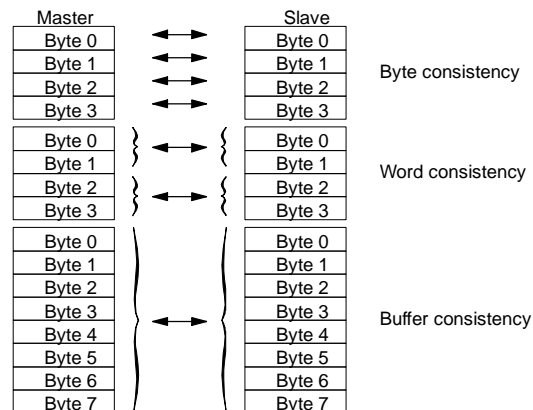 Master Slave
Byte 0 Byte 0
Byte 1 Byte 1
Byte 2 Byte 2
Byte 3 Byte 3
Byte consistency
Byte 0 Byte 0
Byte 1 Byte 1
Byte 2 Byte 2
Byte 3 Byte 3
Word consistency
Byte 0 Byte 0
Byte 1 Byte 1
Byte 2 Byte 2
Byte 3 Byte 3
Byte 4 Byte 4
Byte 5 Byte 5
Byte 6 Byte 6
Byte 7 Byte 7
Buffer consistency